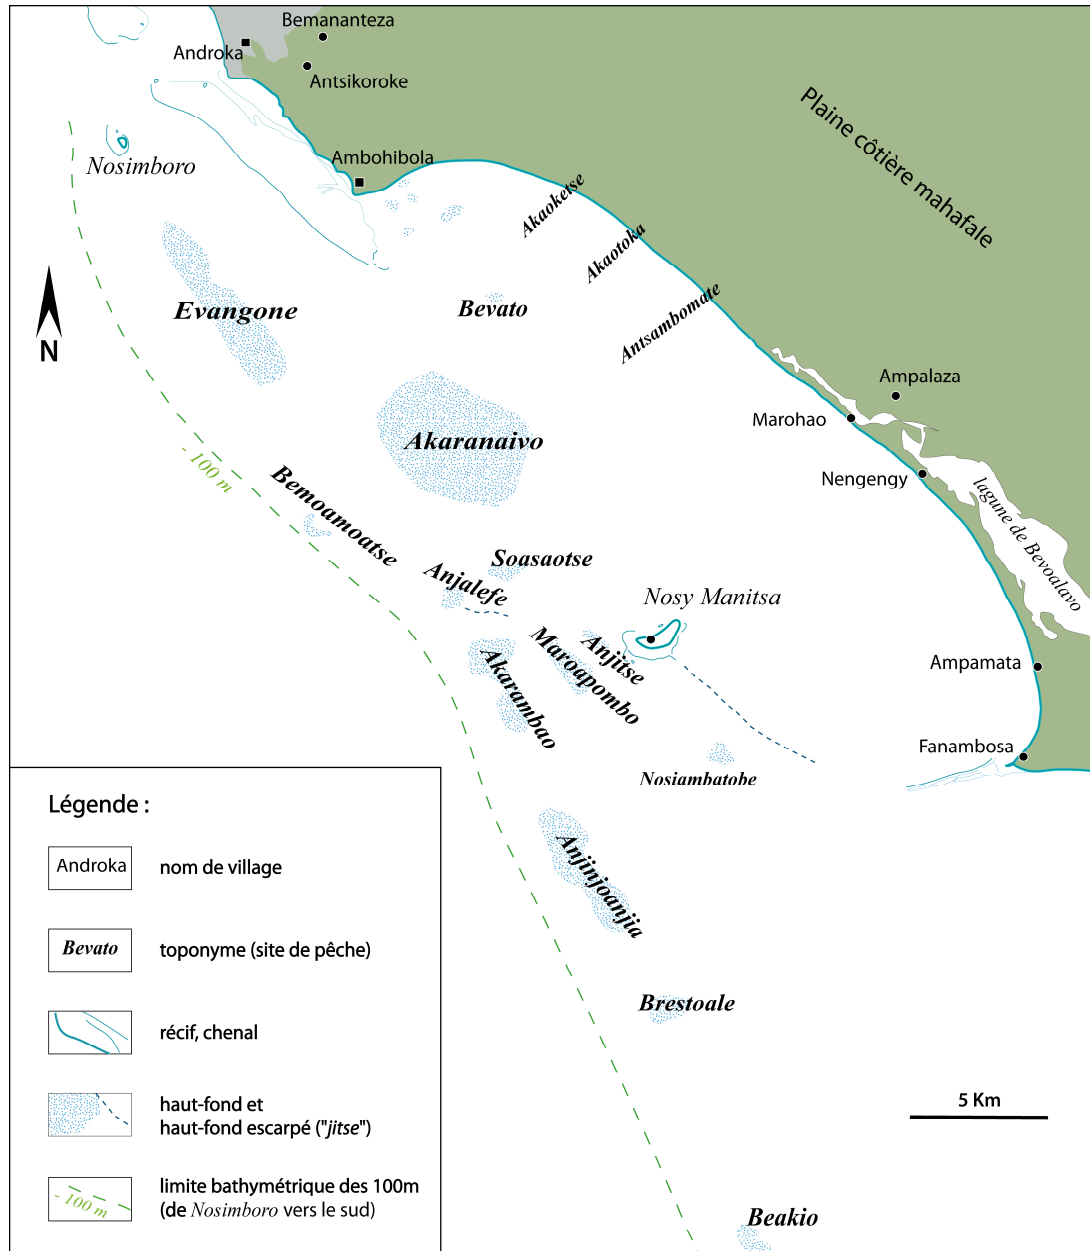 Bemananteza
Androka
Antsikoroke
Nosimboro
Ambohibola
Plaine côtière mahafale
Akaoketse
Akaotoka
Antsambomate
Evangone
Bevato
N
Ampalaza
Marohao
Akaranaivo
- 100 m
Bemoamoatse
Nengengy
lagune de Bevoalavo
Soasaotse
Anjalefe
Nosy Manitsa
Anjitse
Maroapombo
Akarambao
Ampamata
Fanambosa
Nosiambatobe
Anjinjoanjia
Brestoale
Beakio
5 Km
Légende :
Androka
nom de village
Bevato
toponyme (site de pêche)
récif, chenal
haut-fond et
haut-fond escarpé ("jitse")
- 100 m
limite bathymétrique des 100m
(de Nosimboro vers le sud)